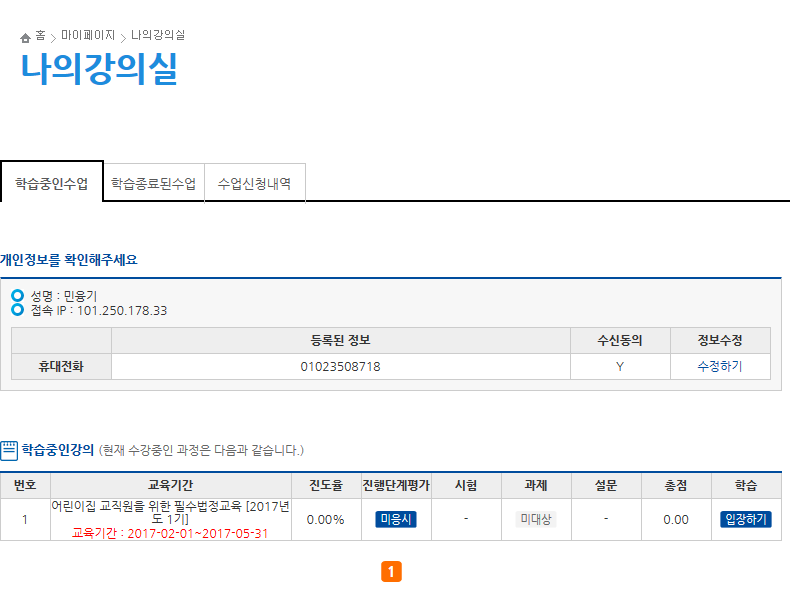 홈 > 마이페이지 > 나의강의실
나의강의실
학습중인수업 학습종료된수업 수업신청내역
개인정보를 확인해주세요
성명 : 민융기
접속 IP : 101.250.178.33
등록된 정보 수신동의 정보수정
휴대전화 01023508718 Y 수정하기
학습중인강의 (현재 수강중인 과정은 다음과 같습니다.)
번호 교육기간 진도율 진행단계평가 시험 과제 설문 총점 학습
어린이집 교직원을 위한 필수법정교육 [2017년
1 도 1기] 0.00% 미응시 - 미대상 - 0.00 입장하기
교육기간 : 2017-02-01~2017-05-31
1